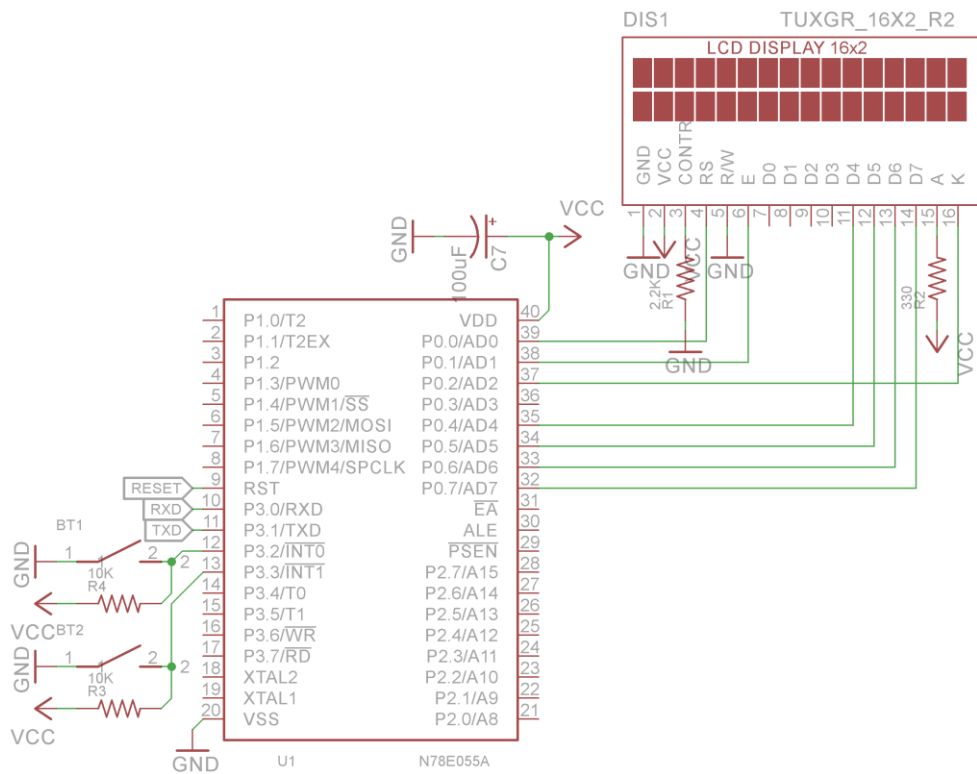 DIS1 TUXGR_16X2_R2
LCD DISPLAY 16x2
GND VCC CONTR RS R/W E D0 D1 D2 D3 D4 D5 D6 D7 A K
1 2 3 4 5 6 7 8 9 10 11 12 13 14 15 16
GND VCC GND
2.2K R1
GND
330 R2
VCC
GND 100uF C7 + VCC
1 P1.0/T2 VDD 40
2 P1.1/T2EX P0.0/AD0 39
3 P1.2 P0.1/AD1 38
4 P1.3/PWM0 P0.2/AD2 37
5 P1.4/PWM1/SS P0.3/AD3 36
6 P1.5/PWM2/MOSI P0.4/AD4 35
7 P1.6/PWM3/MISO P0.5/AD5 34
8 P1.7/PWM4/SPCLK P0.6/AD6 33
RESET 9 RST P0.7/AD7 32
RXD 10 P3.0/RXD EA 31
TXD 11 P3.1/TXD ALE 30
12 P3.2/INT0 PSEN 29
13 P3.3/INT1 P2.7/A15 28
14 P3.4/T0 P2.6/A14 27
15 P3.5/T1 P2.5/A13 26
16 P3.6/WR P2.4/A12 25
17 P3.7/RD P2.3/A11 24
18 XTAL2 P2.2/A10 23
19 XTAL1 P2.1/A9 22
20 VSS P2.0/A8 21
BT1
GND 1 1 2 2
10K
R4
VCC
BT2
GND 1 1 2 2
10K
R3
VCC
GND
U1 N78E055A